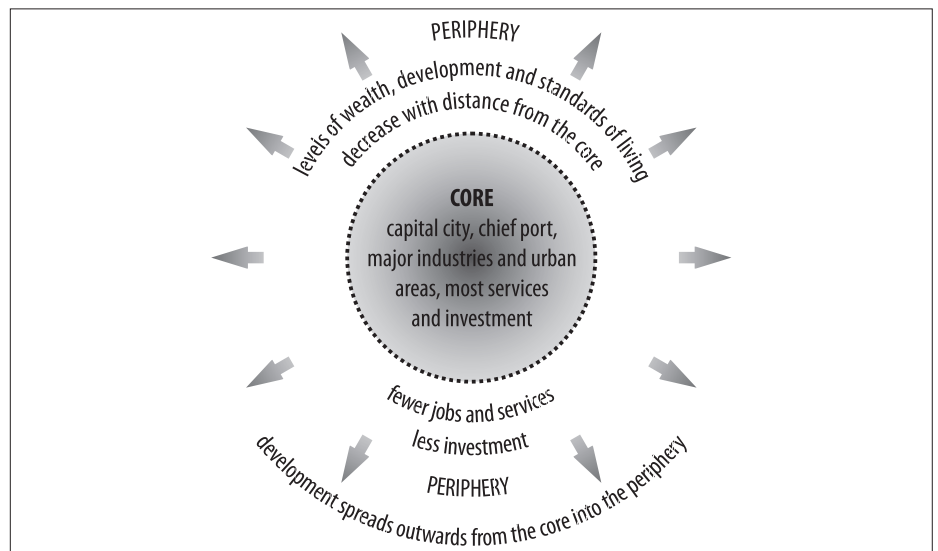 PERIPHERY
levels of wealth, development and standards of living
decrease with distance from the core
CORE
capital city, chief port,
major industries and urban
areas, most services
and investment
fewer jobs and services
less investment
PERIPHERY
development spreads outwards from the core into the periphery